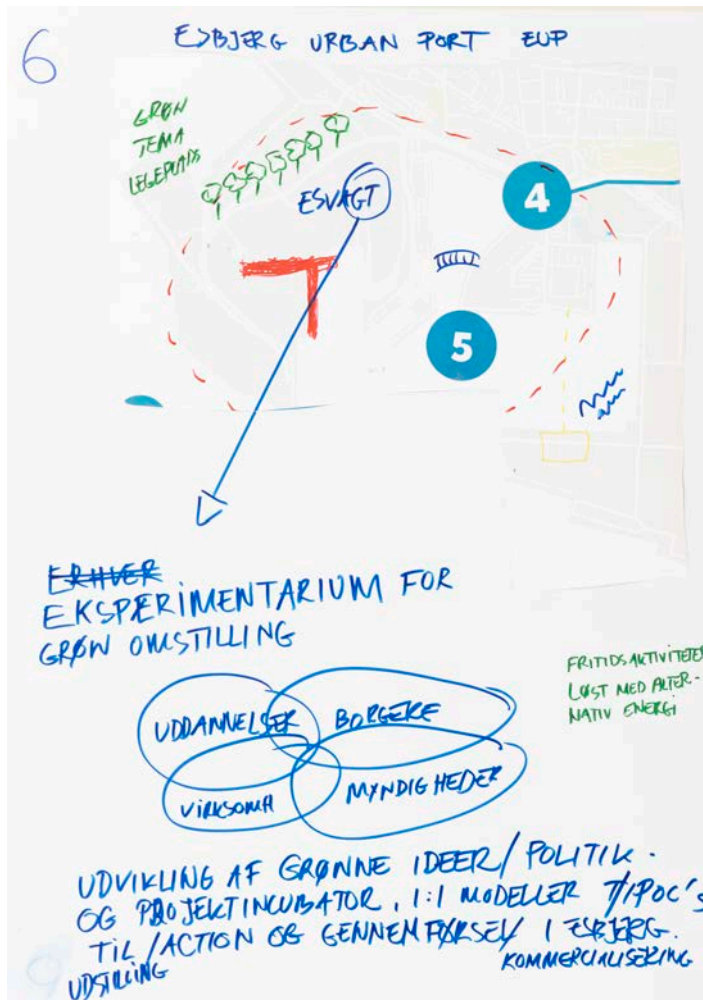 6
ESBJERG URBAN PORT EUP
GRØN
TEMA
LEGEPLADS
ESVAGT
4
5
ERHVER
EKSPERIMENTARIUM FOR
GRØN OMSTILLING
FRITIDSAKTIVITETER
LØST MED ALTER-
NATIV ENERGI
UDDANNELSER
BORGERE
VIRKSOMH
MYNDIGHEDER
UDVIKLING AF GRØNNE IDEER/POLITIK.
OG PROJEKTINCUBATOR, 1:1 MODELLER /POC'S
TIL /ACTION OG GENNEMFØRSEL/ I ESBJERG.
UDSTILLING
KOMMERCIALISERING